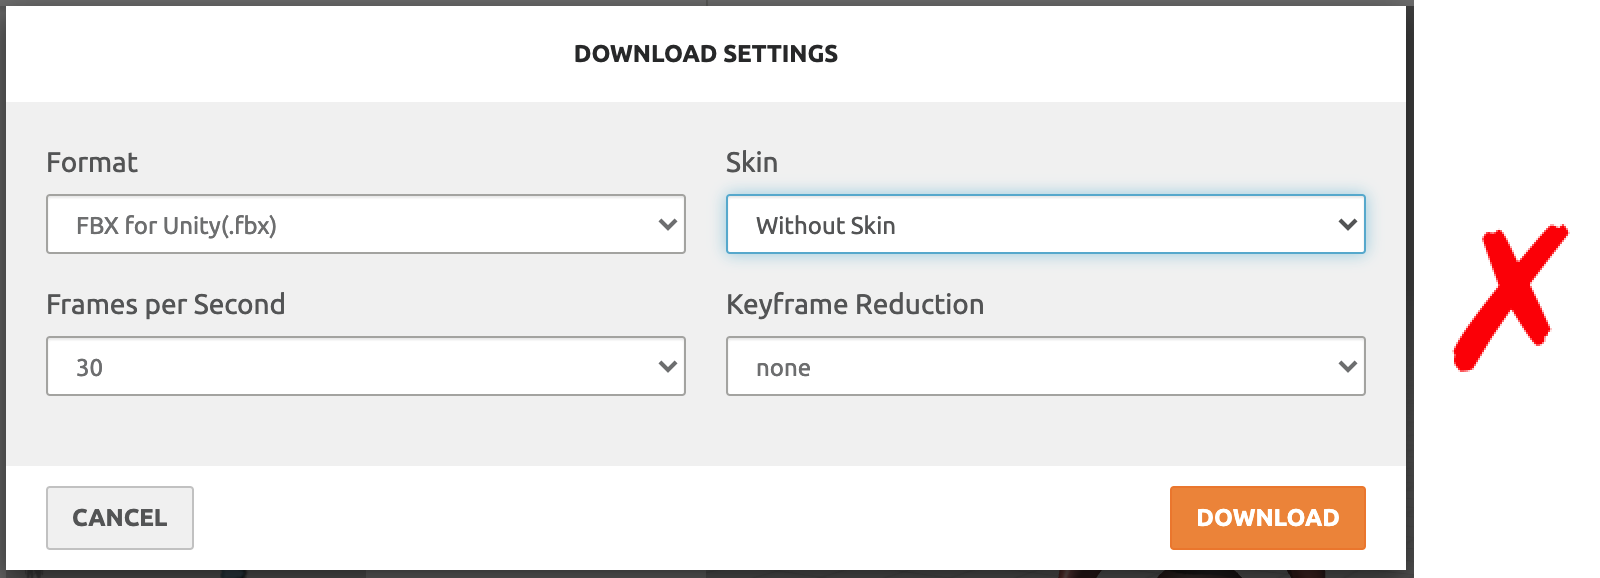 DOWNLOAD SETTINGS
Format
Skin
FBX for Unity(.fbx)
Without Skin
Frames per Second
Keyframe Reduction
30
none
CANCEL
DOWNLOAD